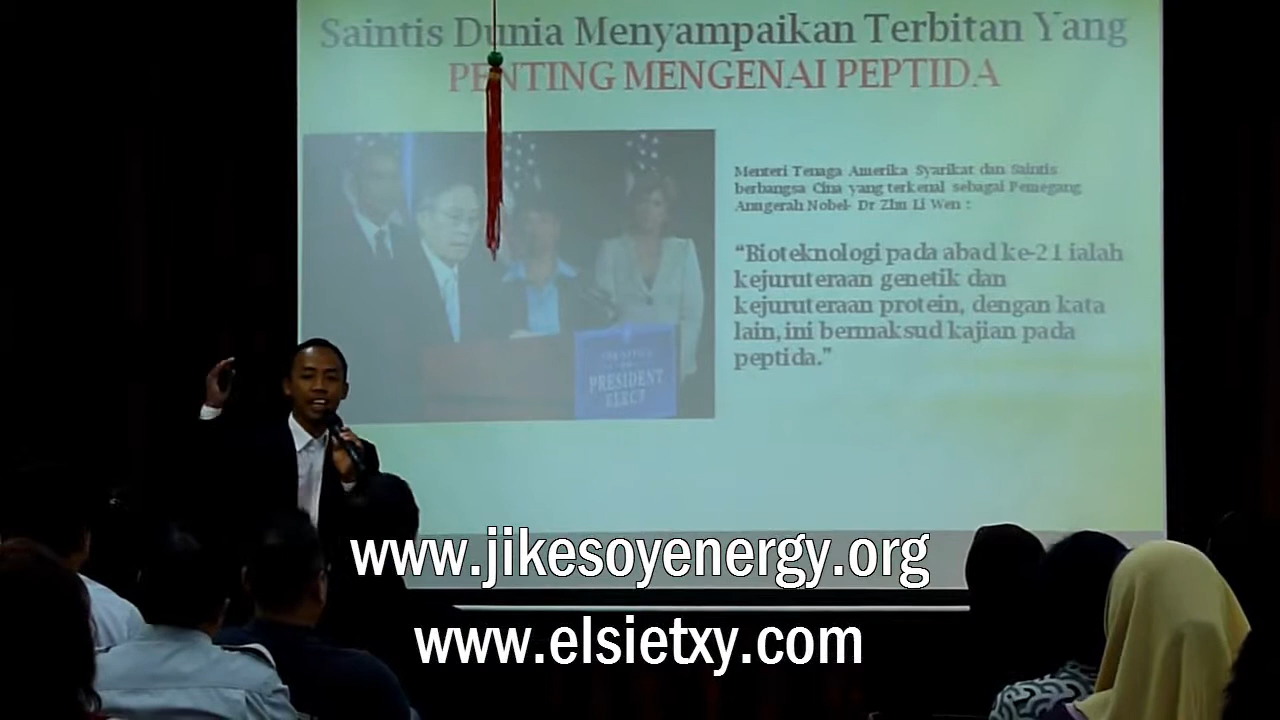 Saintis Dunia Menyampaikan Terbitan Yang
PENTING MENGENAI PEPTIDA
Menteri Tenaga Amerika Syarikat dan Saintis
berbangsa Cina yang terkenal sebagai Pemegang
Anugerah Nobel- Dr Zhu Li Wen :
“Bioteknologi pada abad ke-21 ialah
kejuruteraan genetik dan
kejuruteraan protein, dengan kata
lain, ini bermaksud kajian pada
peptida.”
THE OFFICE
PRESIDENT
ELECT
www.jikesoyenergy.org
www.elsietxy.com